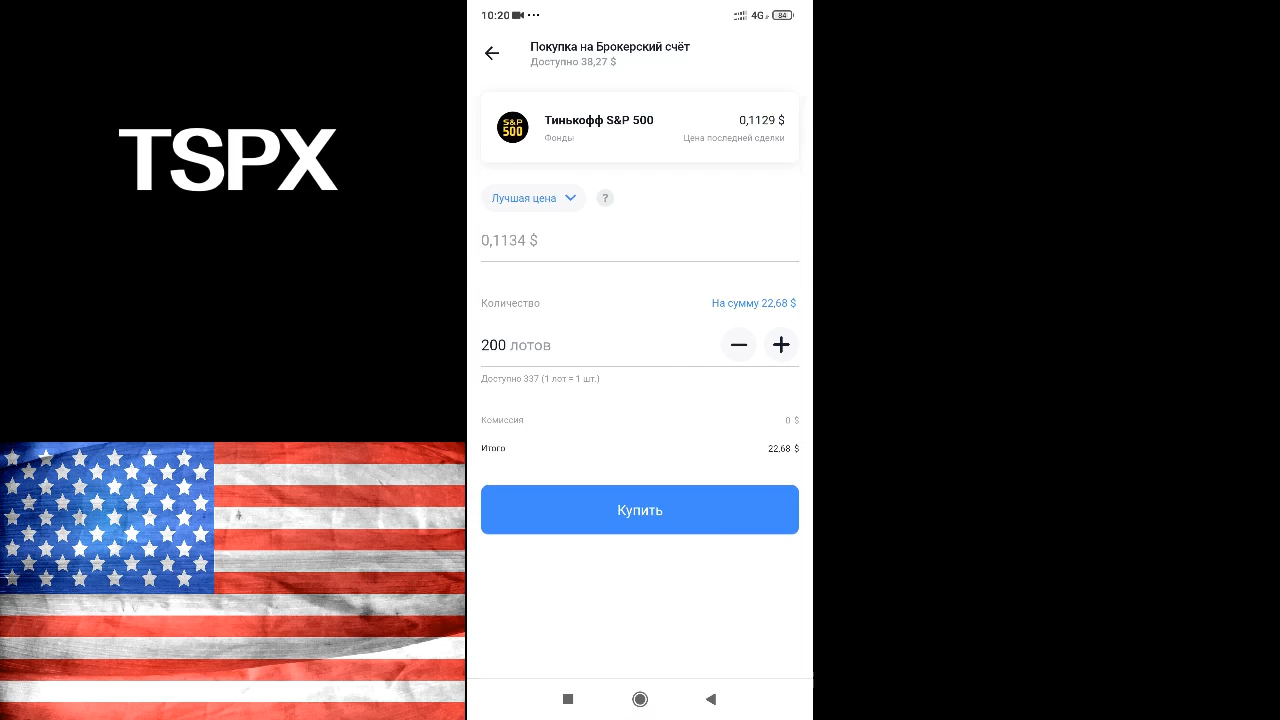 TSPX
10:20
4G
84
Покупка на Брокерский счёт
Доступно 38,27 $
S&P
500
Тинькофф S&P 500
0,1129 $
Фонды
Цена последней сделки
Лучшая цена
?
0,1134 $
Количество
На сумму 22,68 $
200 лотов
Доступно 337 (1 лот = 1 шт.)
Комиссия
0 $
Итого
22,68 $
Купить